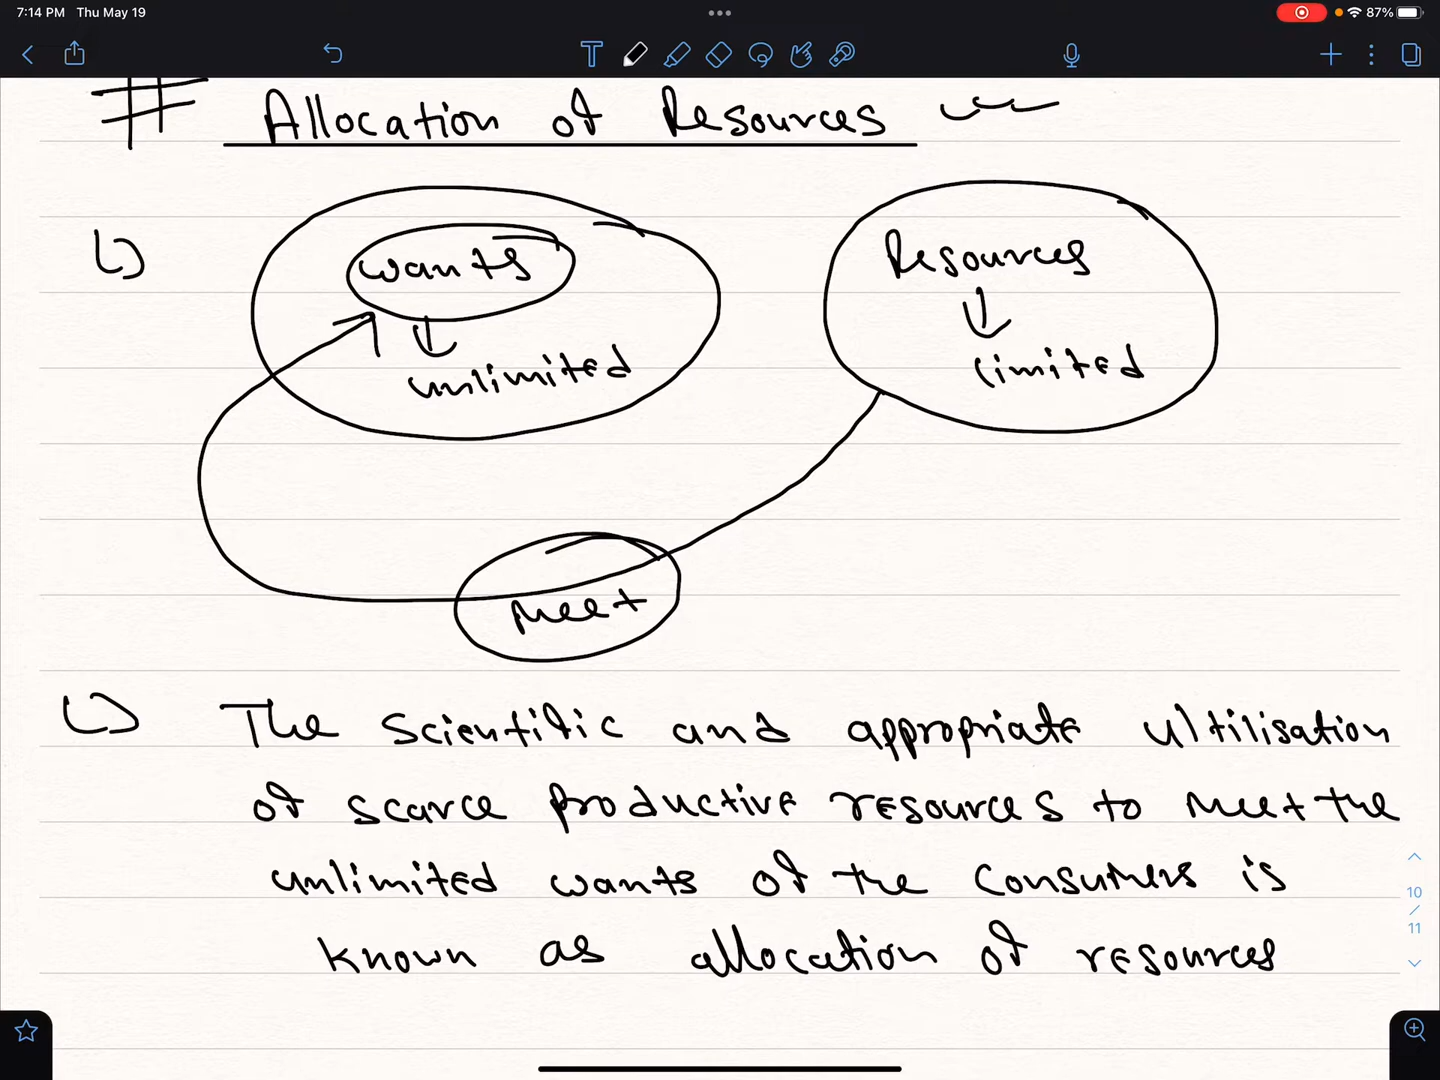 7:14 PM Thu May 19
87%
# Allocation of Resources
wants
unlimited
Resources
limited
Meet
The scientific and appropriate ultilisation
of scarce productive resources to meet the
unlimited wants of the consumers is
known as allocation of resources
10
/
11